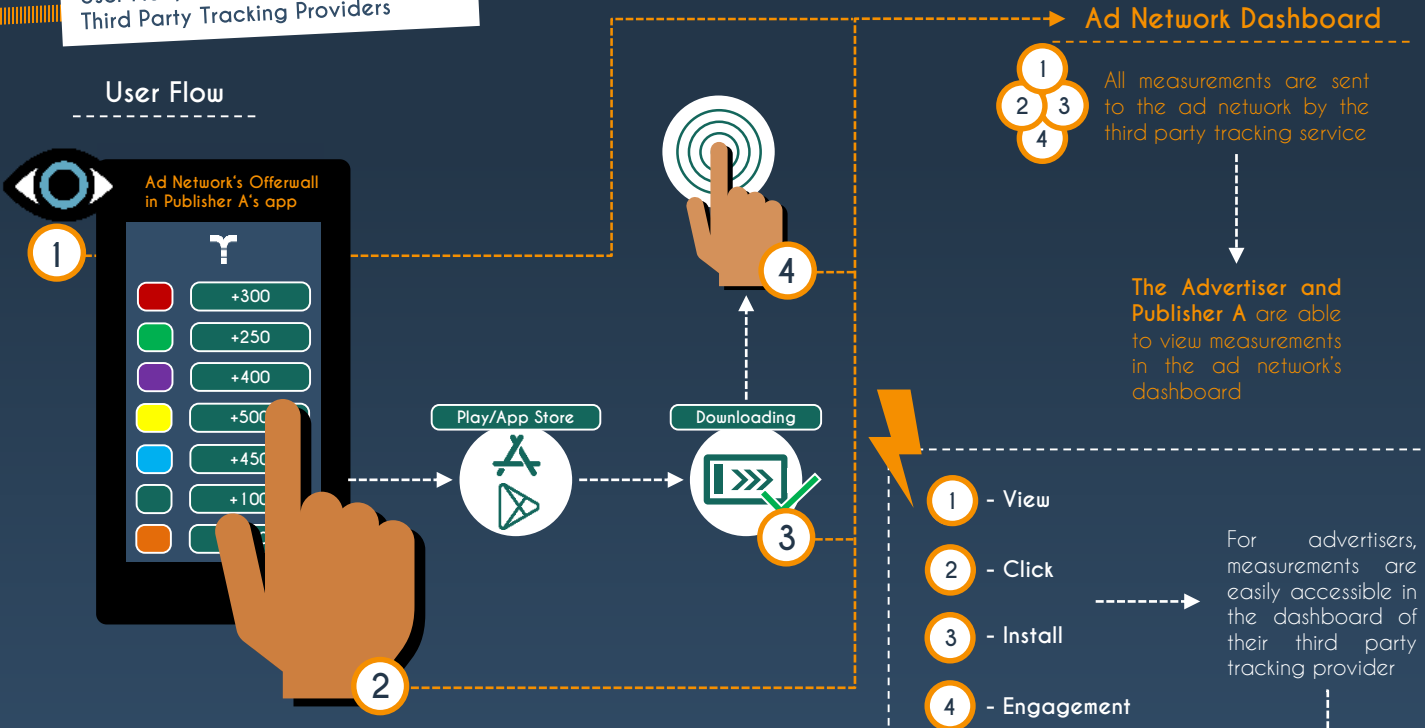 Third Party Tracking Providers
User Flow
Ad Network's Offerwall
in Publisher A's app
1
+300
+250
+400
+500
+450
+100
2
Play/App Store
Downloading
3
4
Ad Network Dashboard
1
2 3
4
All measurements are sent
to the ad network by the
third party tracking service
The Advertiser and
Publisher A are able
to view measurements
in the ad network's
dashboard
1 - View
2 - Click
3 - Install
4 - Engagement
For advertisers,
measurements are
easily accessible in
the dashboard of
their third party
tracking provider